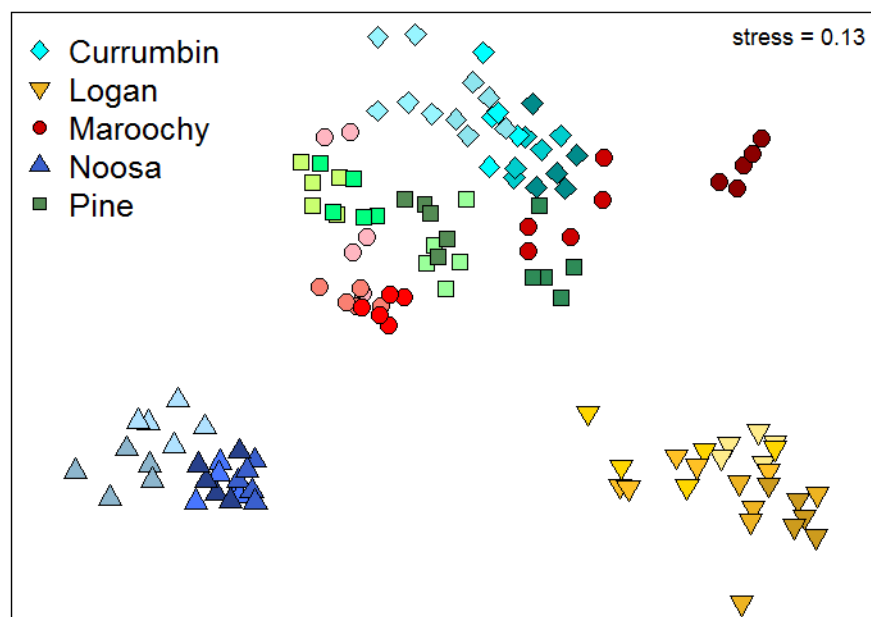 stress = 0.13
Currumbin
Logan
Maroochy
Noosa
Pine